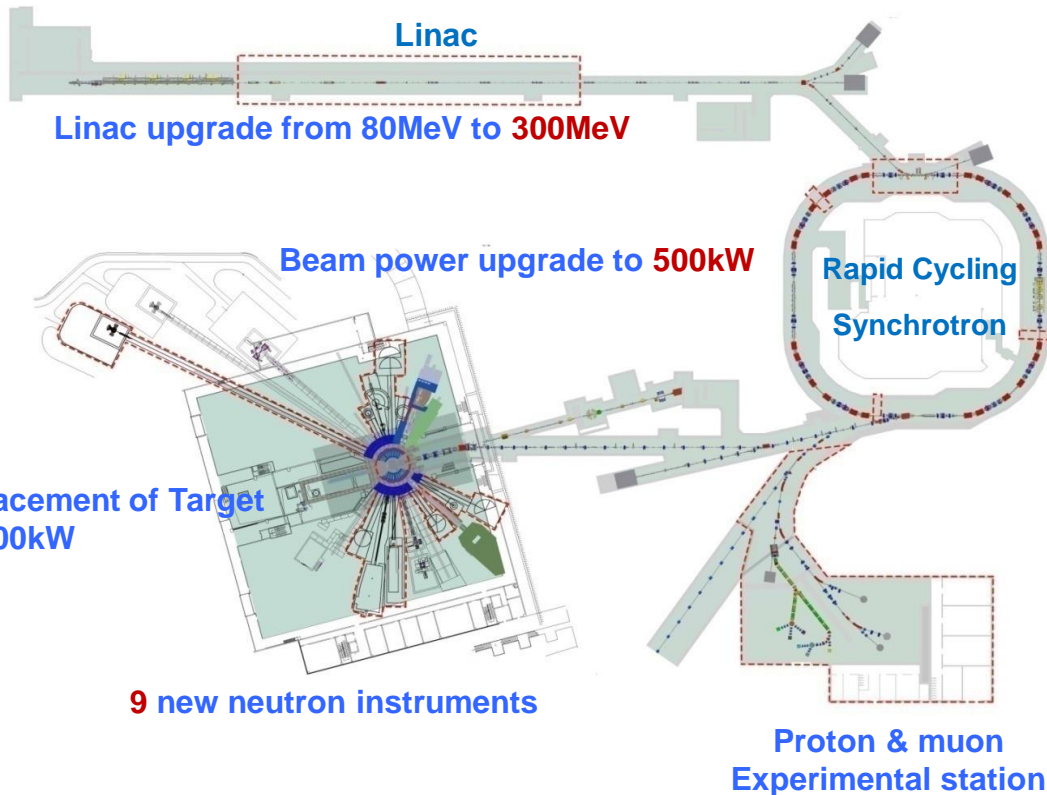 Linac
Linac upgrade from 80MeV to 300MeV
Beam power upgrade to 500kW
Rapid Cycling
Synchrotron
acement of Target
00kW
9 new neutron instruments
Proton & muon
Experimental station